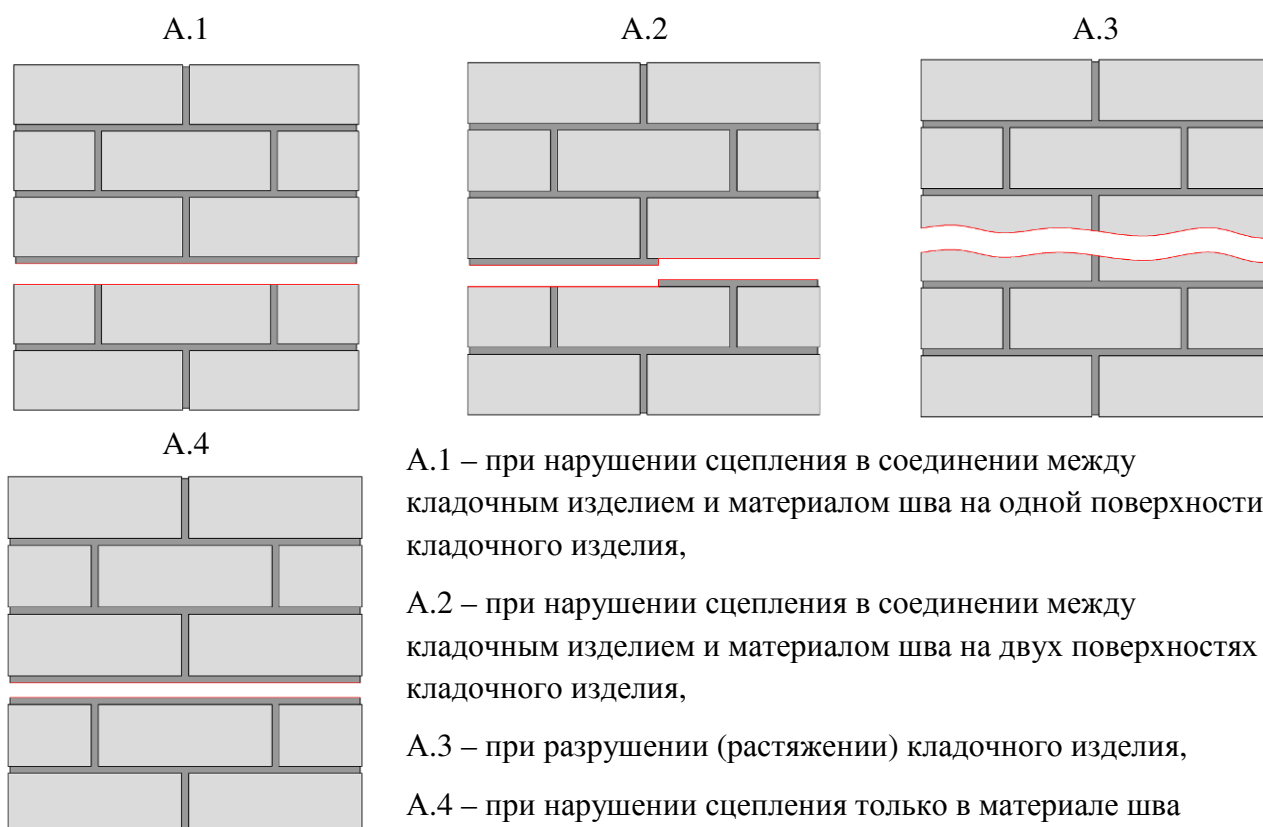 А.1
А.2
А.3
А.4
А.1 – при нарушении сцепления в соединении между
кладочным изделием и материалом шва на одной поверхности
кладочного изделия,
А.2 – при нарушении сцепления в соединении между
кладочным изделием и материалом шва на двух поверхностях
кладочного изделия,
А.3 – при разрушении (растяжении) кладочного изделия,
А.4 – при нарушении сцепления только в материале шва